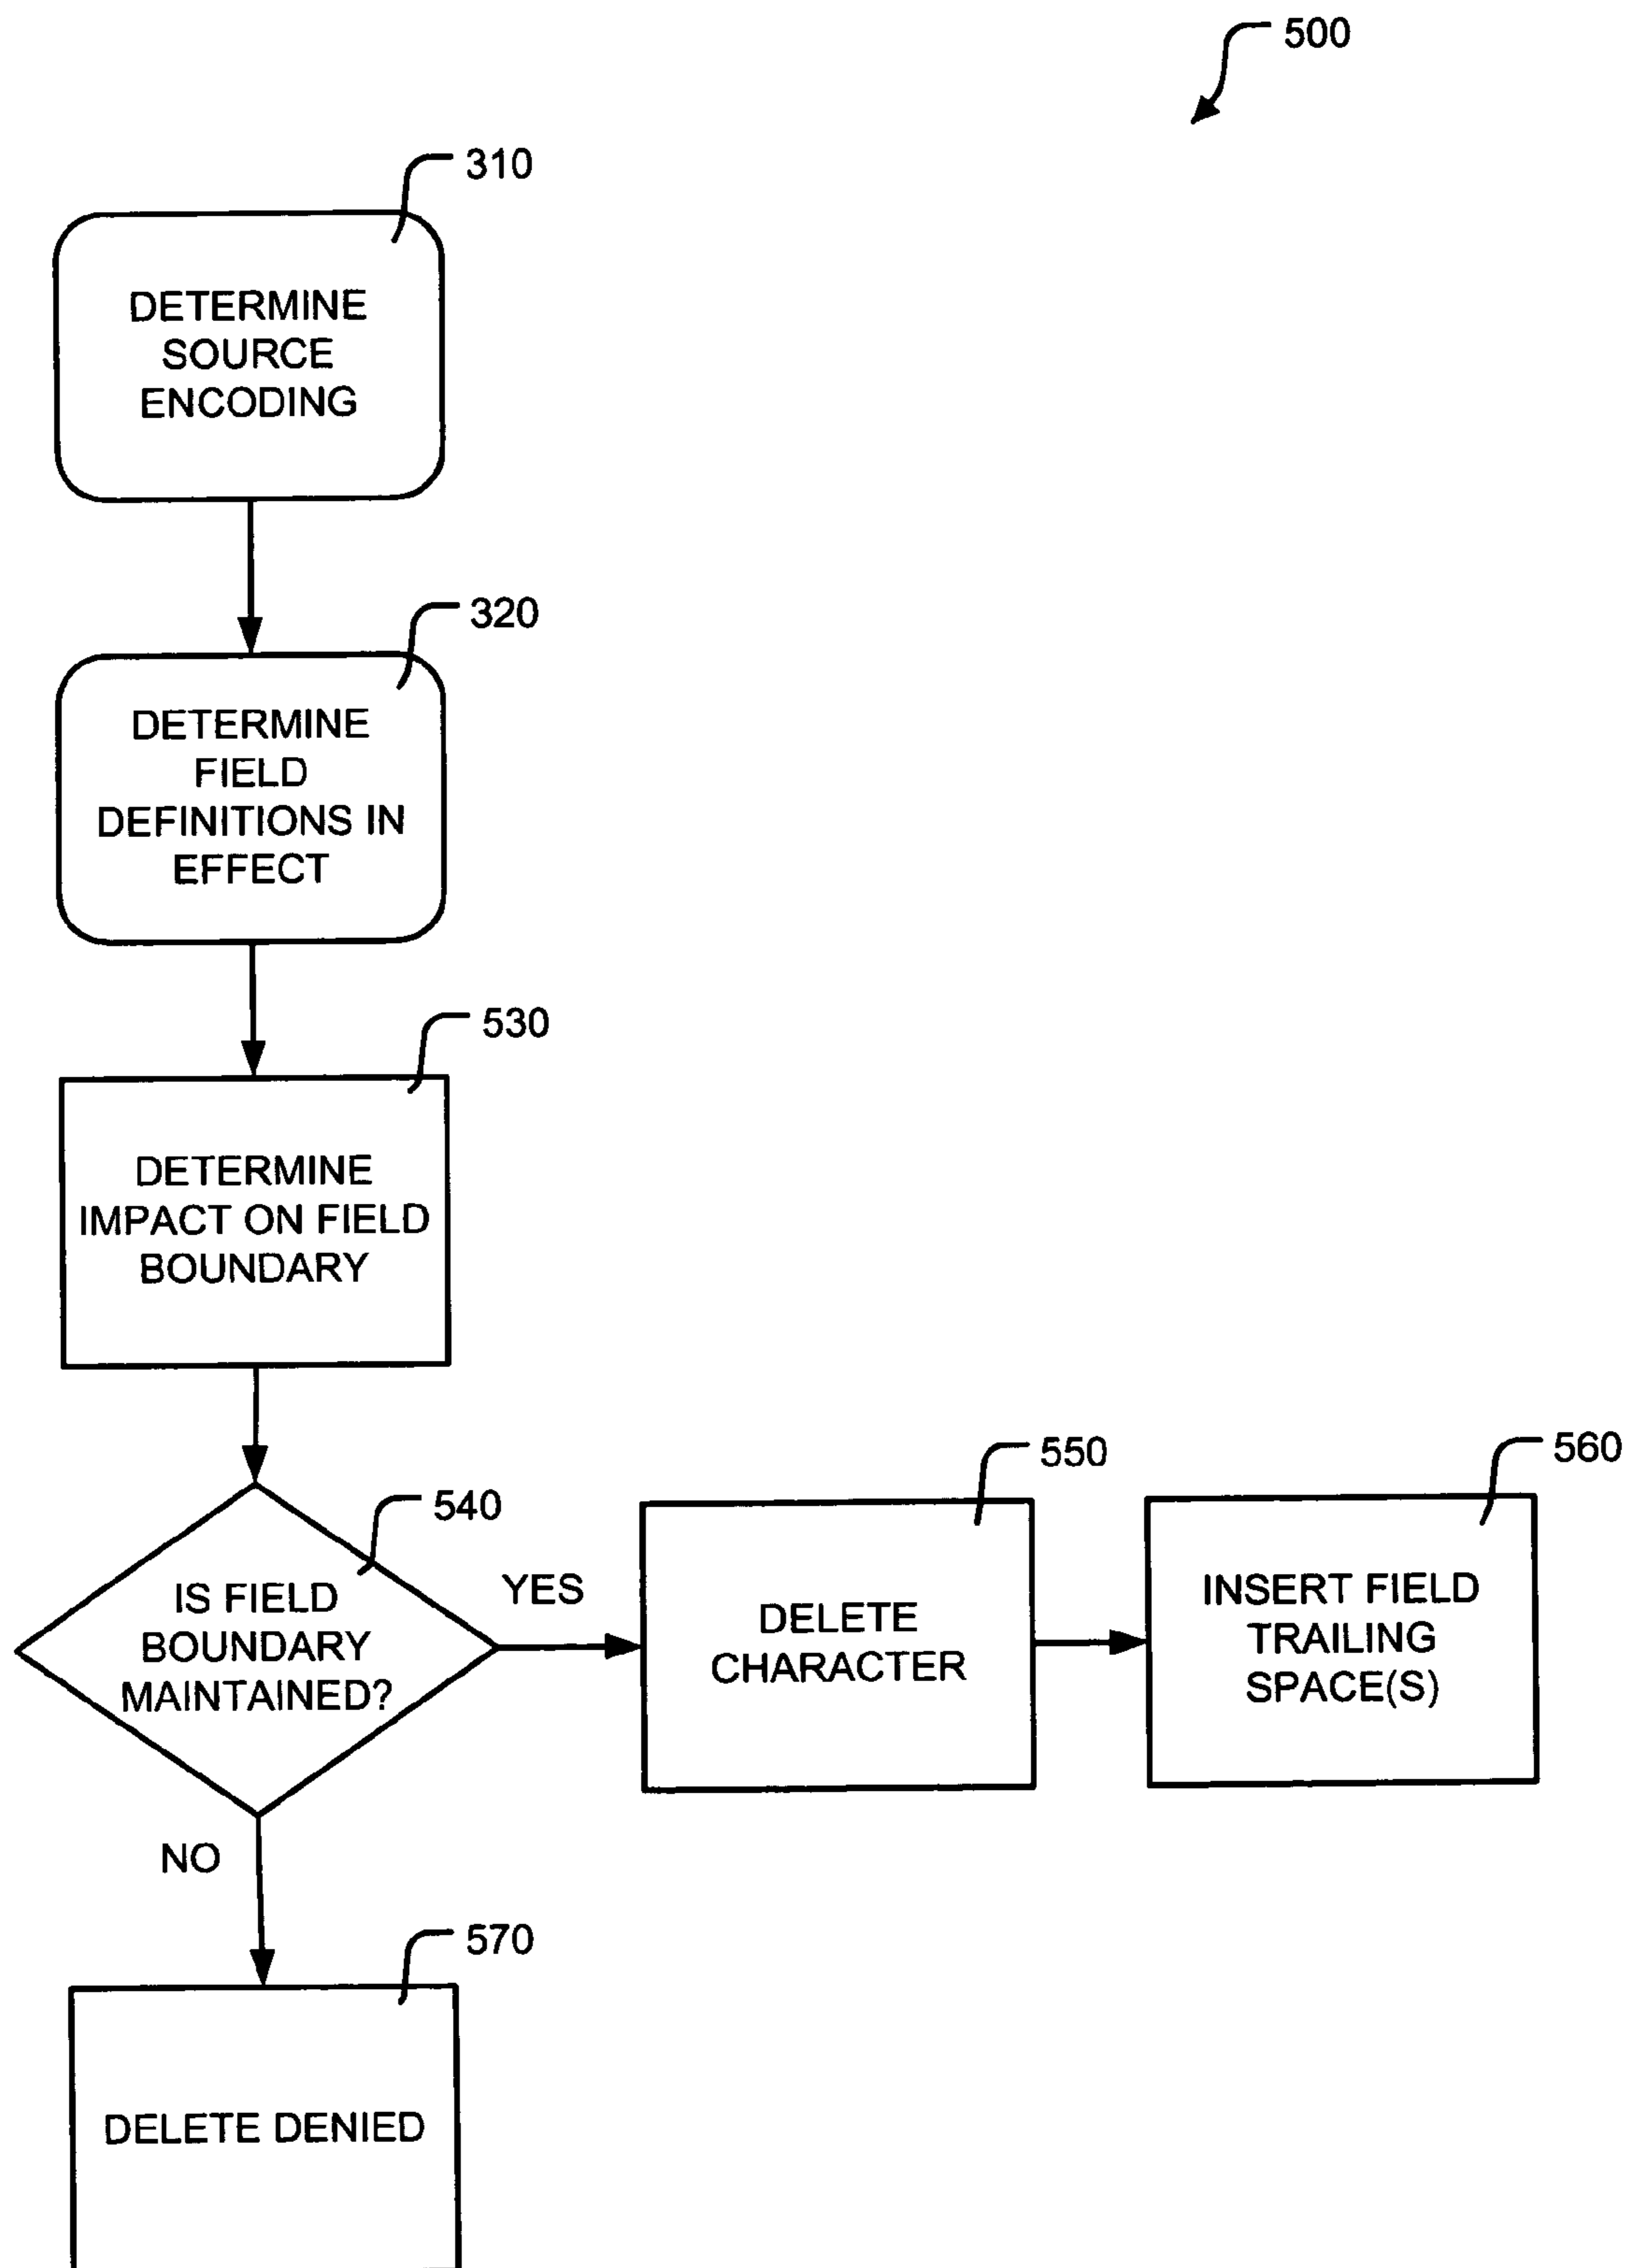 500
310
DETERMINE
SOURCE
ENCODING
320
DETERMINE
FIELD
DEFINITIONS IN
EFFECT
530
DETERMINE
IMPACT ON FIELD
BOUNDARY
540
IS FIELD
BOUNDARY
MAINTAINED?
YES
550
DELETE
CHARACTER
560
INSERT FIELD
TRAILING
SPACE(S)
NO
570
DELETE DENIED